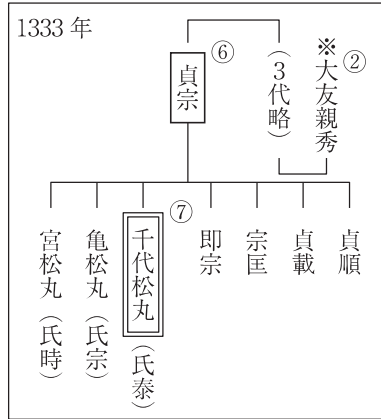 1333年
②
※大友親秀
(3代略)
⑥
貞宗
貞順
貞載
宗匡
即宗
⑦
千代松丸(氏泰)
亀松丸(氏宗)
宮松丸(氏時)